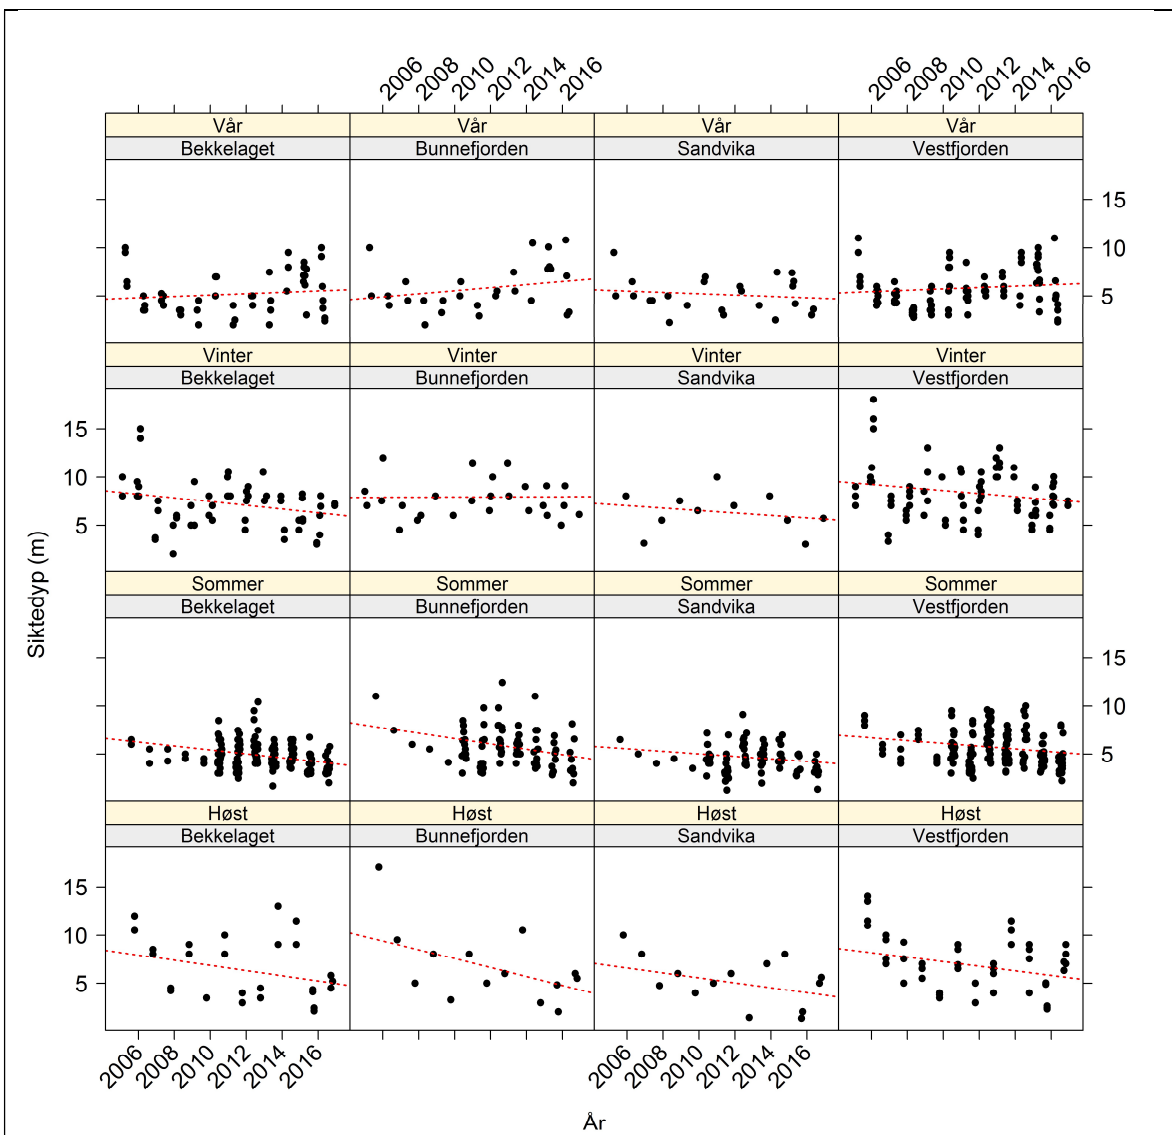 2006 2008 2010 2012 2014 2016 2006 2008 2010 2012 2014 2016
Vår Vår Vår Vår
Bekkelaget Bunnefjorden Sandvika Vestfjorden
15
10
5
Vinter Vinter Vinter Vinter
Bekkelaget Bunnefjorden Sandvika Vestfjorden
15
10
5
Sommer Sommer Sommer Sommer
Bekkelaget Bunnefjorden Sandvika Vestfjorden
15
10
5
Høst Høst Høst Høst
Bekkelaget Bunnefjorden Sandvika Vestfjorden
15
10
5
2006 2008 2010 2012 2014 2016 2006 2008 2010 2012 2014 2016
Siktedyp (m)
År